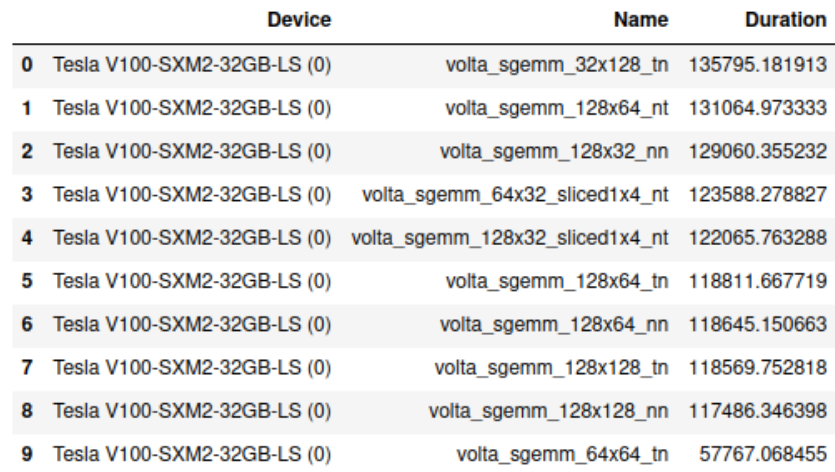 Device Name Duration
0 Tesla V100-SXM2-32GB-LS (0) volta_sgemm_32x128_tn 135795.181913
1 Tesla V100-SXM2-32GB-LS (0) volta_sgemm_128x64_nt 131064.973333
2 Tesla V100-SXM2-32GB-LS (0) volta_sgemm_128x32_nn 129060.355232
3 Tesla V100-SXM2-32GB-LS (0) volta_sgemm_64x32_sliced1x4_nt 123588.278827
4 Tesla V100-SXM2-32GB-LS (0) volta_sgemm_128x32_sliced1x4_nt 122065.763288
5 Tesla V100-SXM2-32GB-LS (0) volta_sgemm_128x64_tn 118811.667719
6 Tesla V100-SXM2-32GB-LS (0) volta_sgemm_128x64_nn 118645.150663
7 Tesla V100-SXM2-32GB-LS (0) volta_sgemm_128x128_tn 118569.752818
8 Tesla V100-SXM2-32GB-LS (0) volta_sgemm_128x128_nn 117486.346398
9 Tesla V100-SXM2-32GB-LS (0) volta_sgemm_64x64_tn 57767.068455